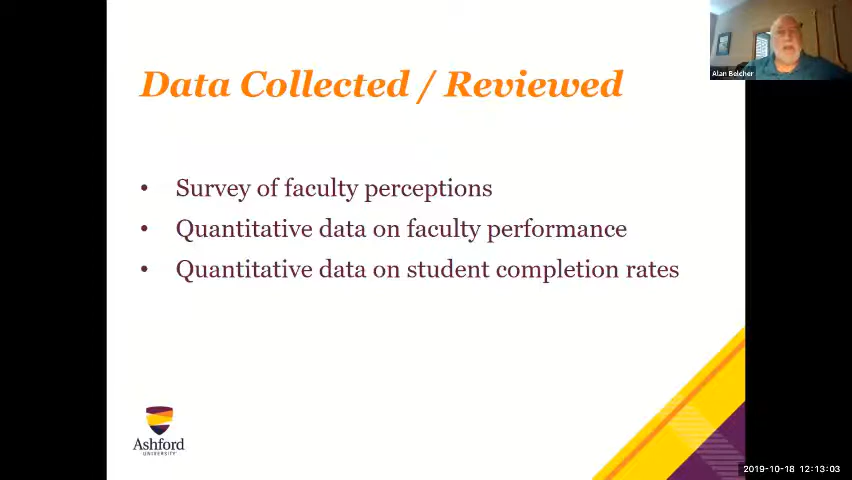 Data Collected / Reviewed
Alan Belcher
• Survey of faculty perceptions
• Quantitative data on faculty performance
• Quantitative data on student completion rates
Ashford
UNIVERSITY
2019-10-18 12:13:03